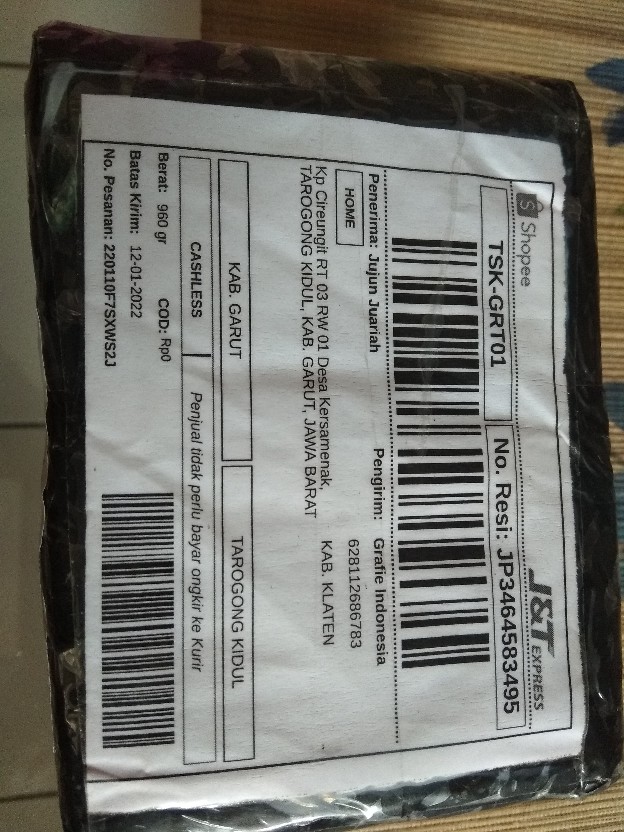 Shopee
J&T EXPRESS
TSK-GRT01
No. Resi: JP3464583495
Penerima: Jujun Juariah
Pengirim: Grafie Indonesia
HOME
628112686783
Kp Cireungit RT 03 RW 01 Desa Kersamenak,
TAROGONG KIDUL, KAB. GARUT, JAWA BARAT
KAB. KLATEN
KAB. GARUT
TAROGONG KIDUL
CASHLESS
Penjual tidak perlu bayar ongkir ke Kurir
Berat: 960 gr
COD: Rp0
Batas Kirim: 12-01-2022
No. Pesanan: 220110F7SXWS2J